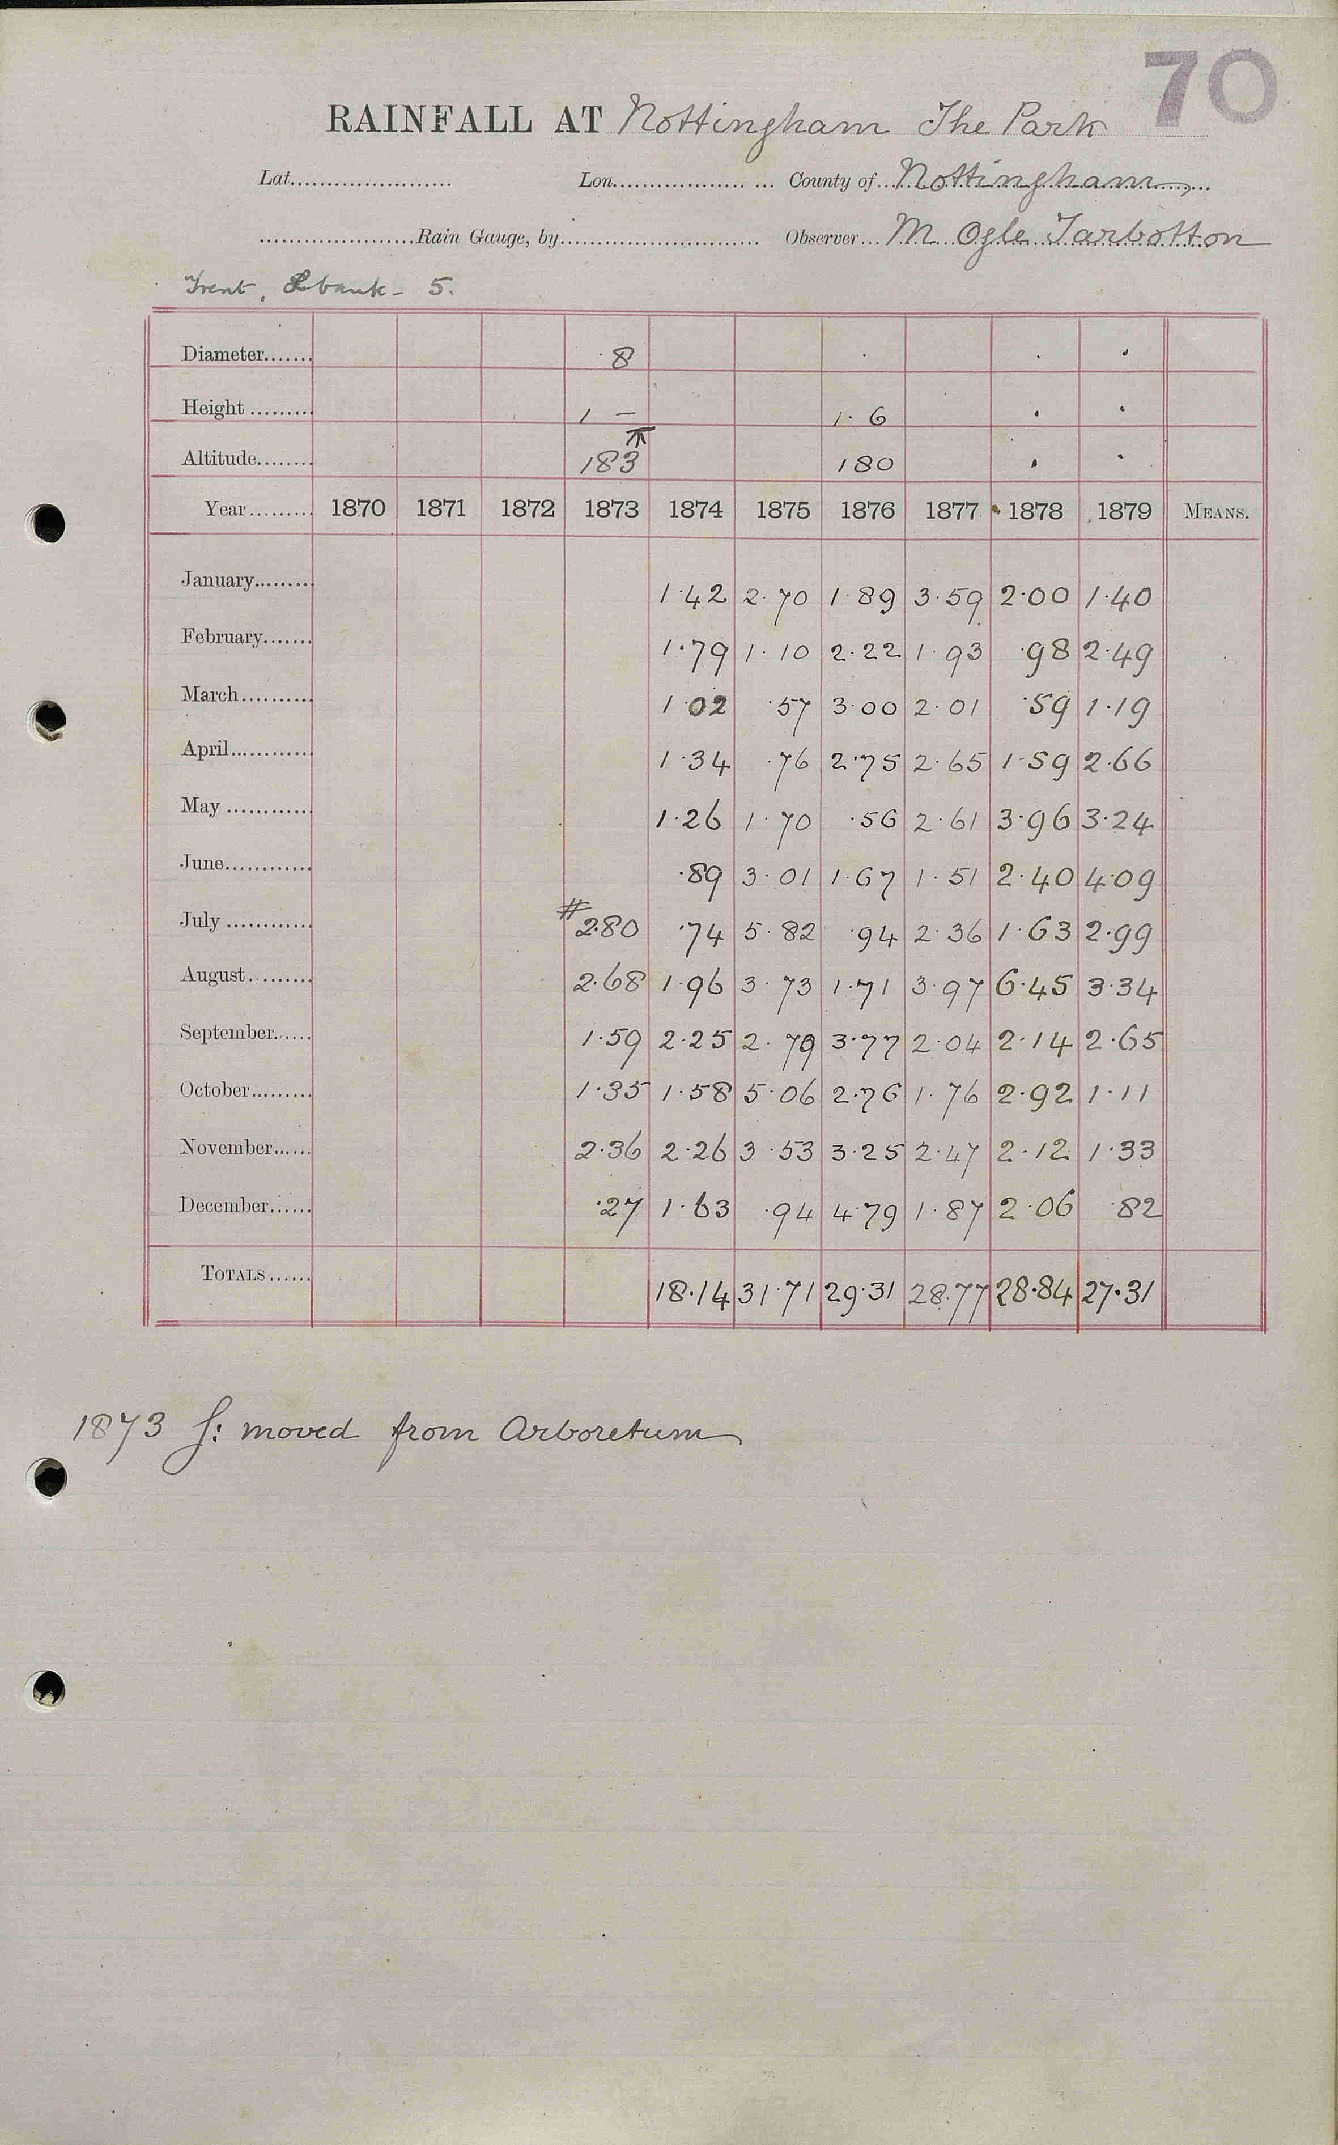 70
RAINFALL AT Nottingham The Park
Lat. Lon. County of Nottingham
Rain Gauge, by Observer M Ogle Tarbotton
Trent, bank - 5.
Diameter 8 · · ·
Height 1 - 1·6 · ·
Altitude 183 180 · ·
Year 1870 1871 1872 1873 1874 1875 1876 1877 1878 1879 MEANS.
January 1·42 2·70 1·89 3·59 2·00 1·40
February 1·79 1·10 2·22 1·93 ·98 2·49
March 1·02 ·57 3·00 2·01 ·59 1·19
April 1·34 ·76 2·75 2·65 1·59 2·66
May 1·26 1·70 ·56 2·61 3·96 3·24
June ·89 3·01 1·67 1·51 2·40 4·09
July #2·80 ·74 5·82 ·94 2·36 1·63 2·99
August 2·68 1·96 3·73 1·71 3·97 6·45 3·34
September 1·59 2·25 2·79 3·77 2·04 2·14 2·65
October 1·35 1·58 5·06 2·76 1·76 2·92 1·11
November 2·36 2·26 3·53 3·25 2·47 2·12 1·33
December ·27 1·63 ·94 4·79 1·87 2·06 ·82
TOTALS 18·14 31·71 29·31 28·77 28·84 27·31
1873 J: moved from Arboretum